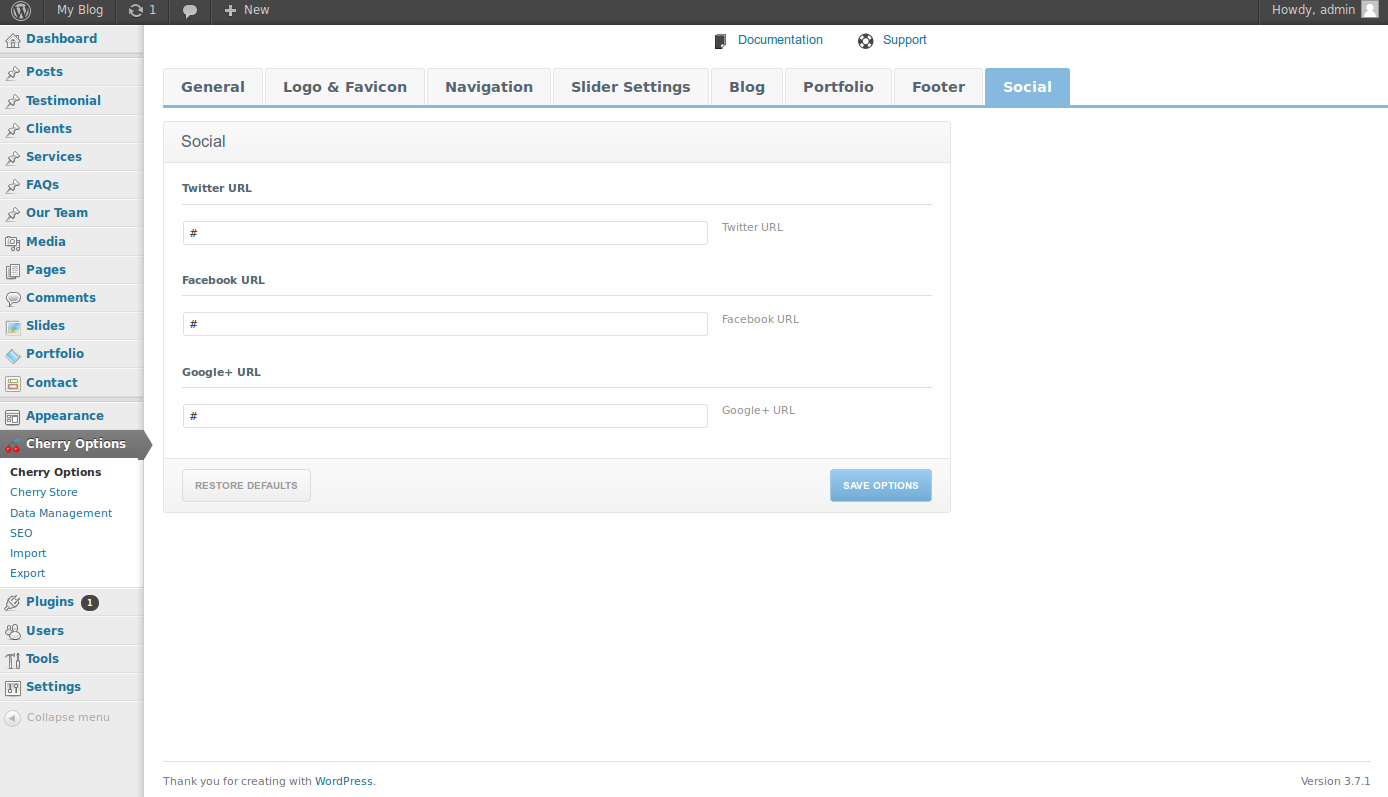 My Blog 1 New Howdy, admin
Dashboard
Posts
Testimonial
Clients
Services
FAQs
Our Team
Media
Pages
Comments
Slides
Portfolio
Contact
Appearance
Cherry Options
Cherry Options
Cherry Store
Data Management
SEO
Import
Export
Plugins 1
Users
Tools
Settings
Collapse menu
Documentation Support
General Logo & Favicon Navigation Slider Settings Blog Portfolio Footer Social
Social
Twitter URL
# Twitter URL
Facebook URL
# Facebook URL
Google+ URL
# Google+ URL
RESTORE DEFAULTS SAVE OPTIONS
Thank you for creating with WordPress. Version 3.7.1